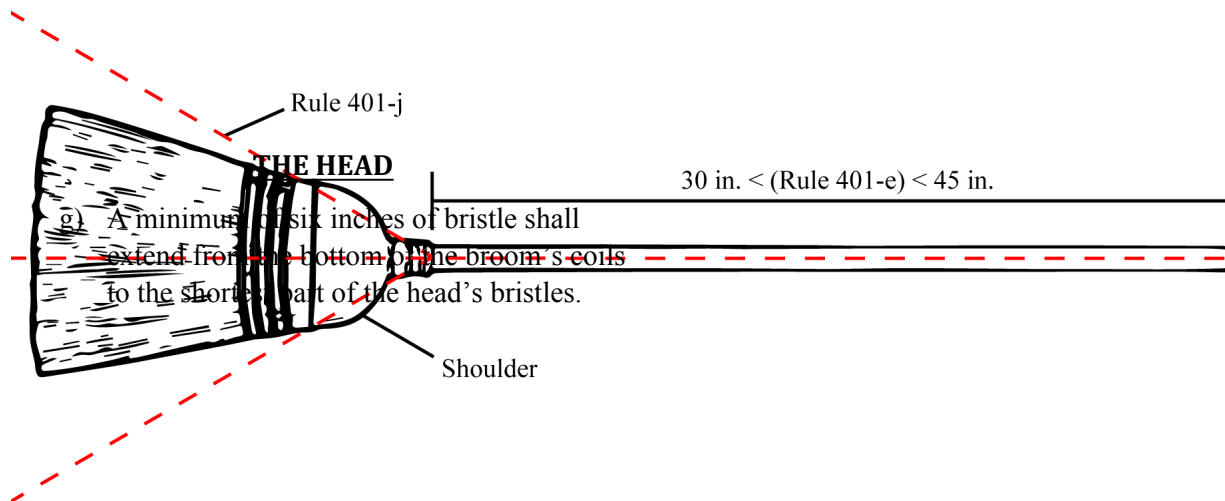 Rule 401-j
THE HEAD
30 in. < (Rule 401-e) < 45 in.
g) A minimum of six inches of bristle shall
extend from the bottom of the broom’s coils
to the shortest part of the head’s bristles.
Shoulder